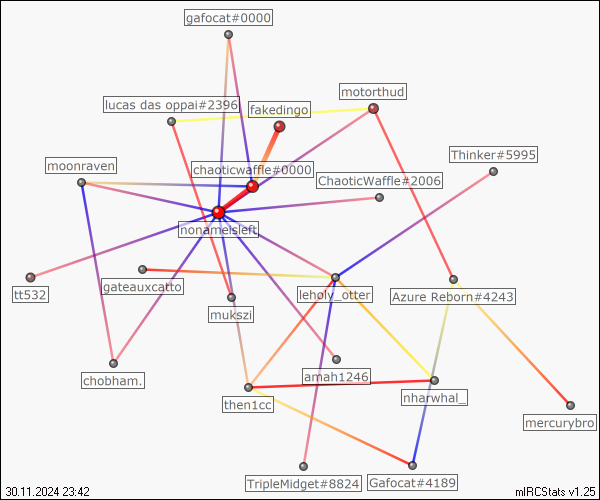 gafocat#0000
lucas das oppai#2396
fakedingo
motorthud
Thinker#5995
moonraven
chaoticwaffle#0000
ChaoticWaffle#2006
nonameisleft
tt532
gateauxcatto
leholy_otter
Azure Reborn#4243
mukszi
chobham.
amah1246
then1cc
nharwhal_
mercurybro
TripleMidget#8824
Gafocat#4189
30.11.2024 23:42
mIRCStats v1.25